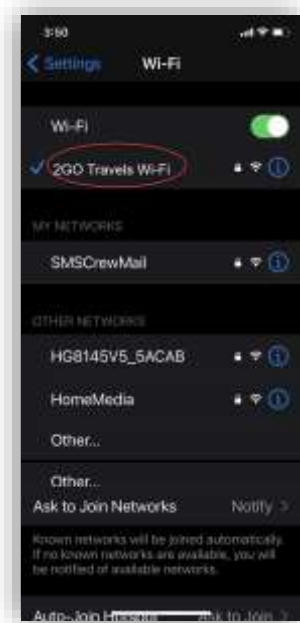 3:50
Settings
Wi-Fi
Wi-Fi
2GO Travels Wi-Fi
MY NETWORKS
SMSCrewMail
OTHER NETWORKS
HG8145V5_5ACAB
HomeMedia
Other...
Other...
Ask to Join Networks Notify
Known networks will be joined automatically.
If no known networks are available, you will
be notified of available networks.
Auto-Join Hotspot Ask to Join